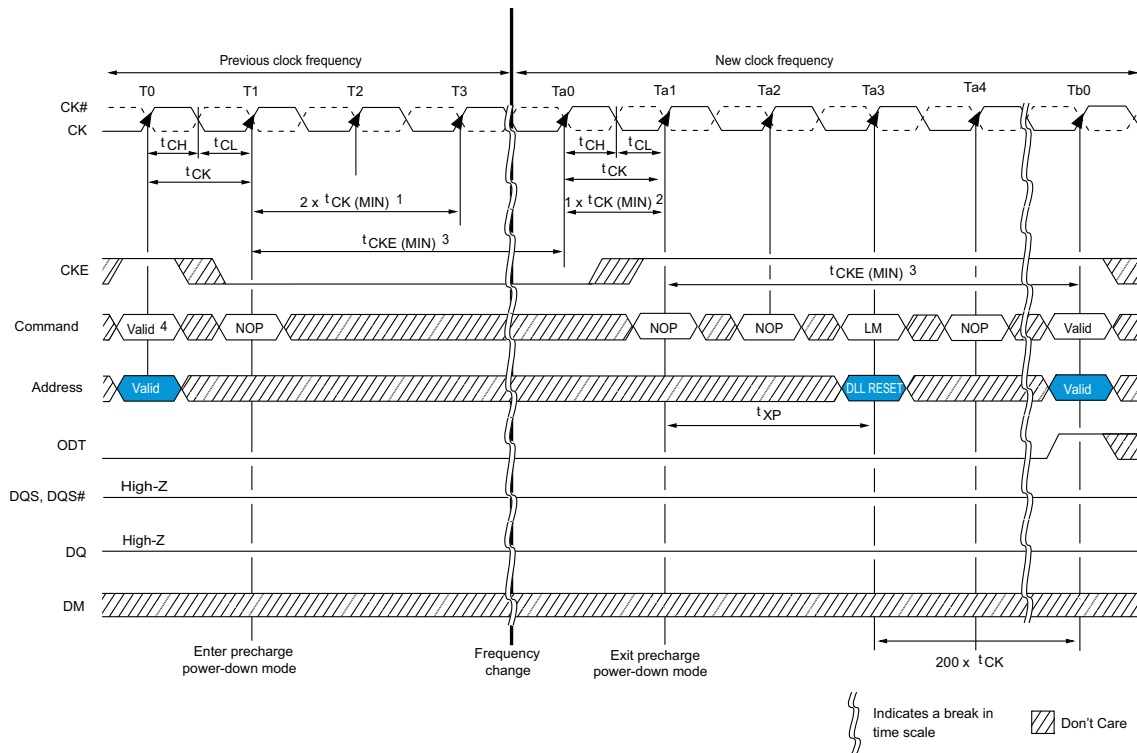 Previous clock frequency
New clock frequency
T0 T1 T2 T3 Ta0 Ta1 Ta2 Ta3 Ta4 Tb0
CK#
CK
tCH tCL tCH tCL
tCK tCK
2 x tCK (MIN) 1 1 x tCK (MIN) 2
tCKE (MIN) 3
CKE tCKE (MIN) 3
Command Valid 4 NOP NOP NOP LM NOP Valid
Address Valid DLL RESET Valid
tXP
ODT
High-Z
DQS, DQS#
High-Z
DQ
DM
Enter precharge
power-down mode
Frequency
change
Exit precharge
power-down mode
200 x tCK
Indicates a break in
time scale
Don't Care